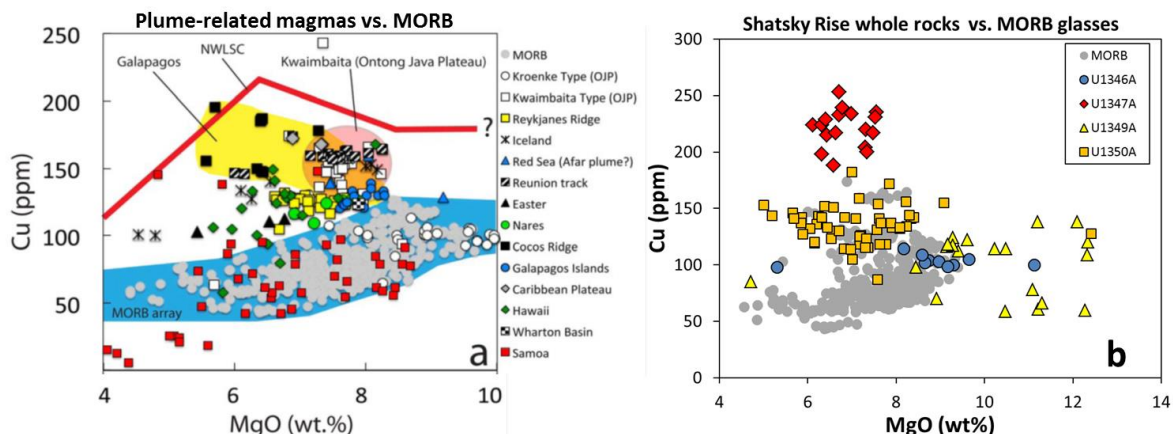 Plume-related magmas vs. MORB
250
200
150
100
50
Cu (ppm)
4
6
8
10
MgO (wt.%)
Galapagos
NWLSC
Kwaimbaita (Ontong Java Plateau)
?
MORB array
a
MORB
Kroenke Type (OJP)
Kwaimbaita Type (OJP)
Reykjanes Ridge
Iceland
Red Sea (Afar plume?)
Reunion track
Easter
Nares
Cocos Ridge
Galapagos Islands
Caribbean Plateau
Hawaii
Wharton Basin
Samoa
Shatsky Rise whole rocks vs. MORB glasses
300
250
200
150
100
50
0
Cu (ppm)
4
6
8
10
12
14
MgO (wt%)
MORB
U1346A
U1347A
U1349A
U1350A
b